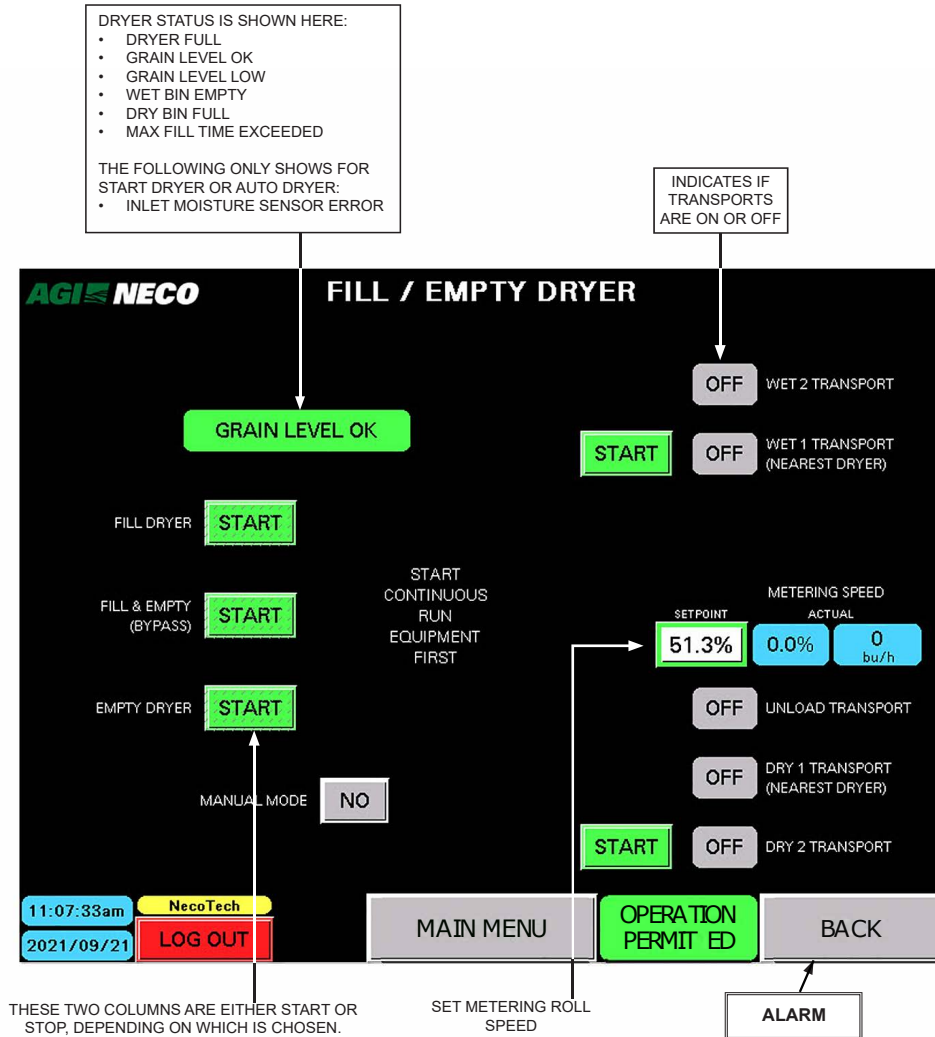 DRYER STATUS IS SHOWN HERE:
• DRYER FULL
• GRAIN LEVEL OK
• GRAIN LEVEL LOW
• WET BIN EMPTY
• DRY BIN FULL
• MAX FILL TIME EXCEEDED
THE FOLLOWING ONLY SHOWS FOR
START DRYER OR AUTO DRYER:
• INLET MOISTURE SENSOR ERROR
INDICATES IF
TRANSPORTS
ARE ON OR OFF
AGI NECO
FILL / EMPTY DRYER
OFF WET 2 TRANSPORT
GRAIN LEVEL OK
START OFF WET 1 TRANSPORT
(NEAREST DRYER)
FILL DRYER START
FILL & EMPTY
(BYPASS)
START
START
CONTINUOUS
RUN
EQUIPMENT
FIRST
METERING SPEED
SETPOINT ACTUAL
51.3% 0.0% 0
bu/h
EMPTY DRYER START
OFF UNLOAD TRANSPORT
OFF DRY 1 TRANSPORT
(NEAREST DRYER)
MANUAL MODE NO
START OFF DRY 2 TRANSPORT
11:07:33am NecoTech
2021/09/21 LOG OUT
MAIN MENU
OPERATION
PERMIT ED
BACK
THESE TWO COLUMNS ARE EITHER START OR
STOP, DEPENDING ON WHICH IS CHOSEN.
SET METERING ROLL
SPEED
ALARM